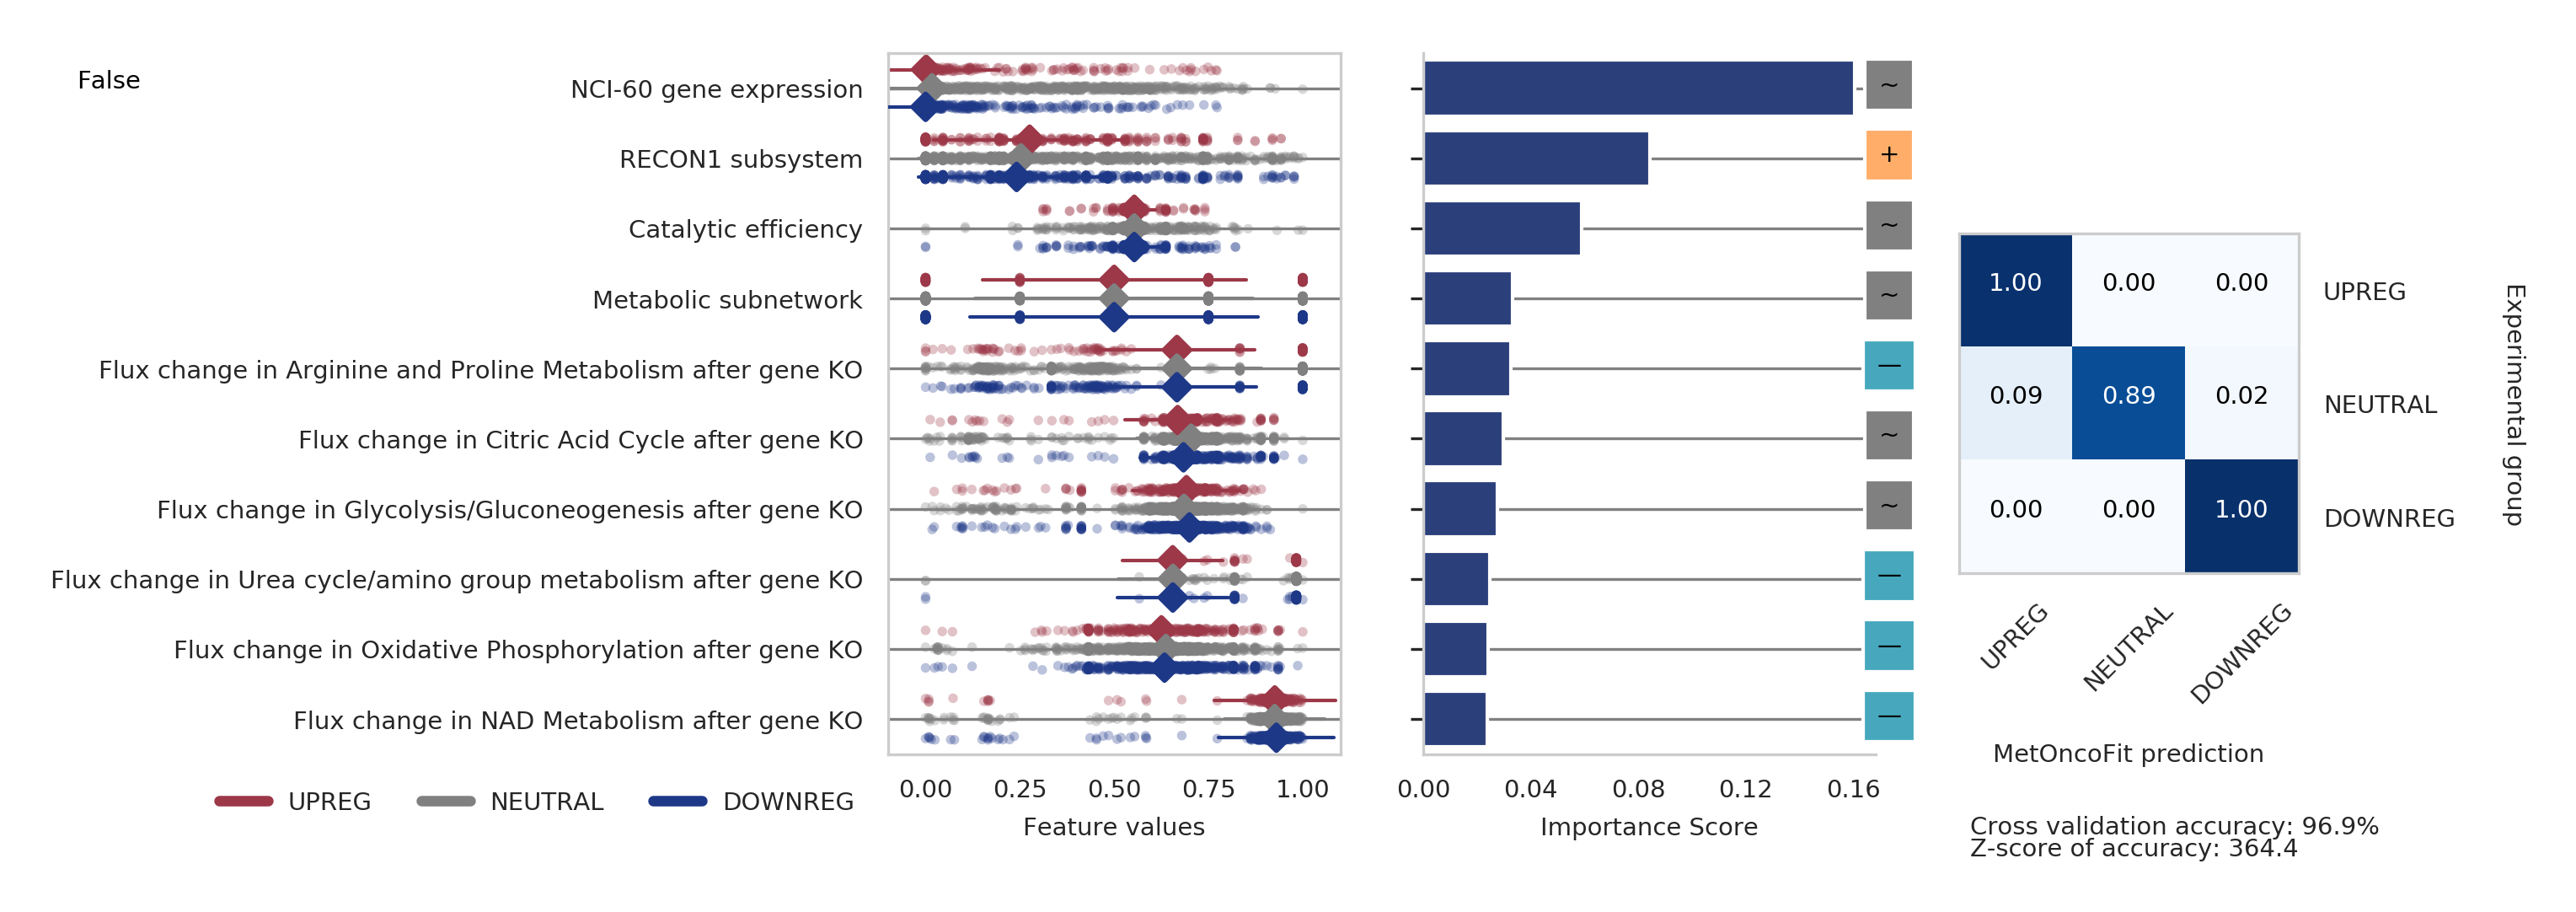 False
NCI-60 gene expression
RECON1 subsystem
Catalytic efficiency
Metabolic subnetwork
Flux change in Arginine and Proline Metabolism after gene KO
Flux change in Citric Acid Cycle after gene KO
Flux change in Glycolysis/Gluconeogenesis after gene KO
Flux change in Urea cycle/amino group metabolism after gene KO
Flux change in Oxidative Phosphorylation after gene KO
Flux change in NAD Metabolism after gene KO
UPREG NEUTRAL DOWNREG
0.00 0.25 0.50 0.75 1.00
Feature values
~
+
~
~
—
~
~
—
—
—
0.00 0.04 0.08 0.12 0.16
Importance Score
1.00 0.00 0.00 UPREG
0.09 0.89 0.02 NEUTRAL
0.00 0.00 1.00 DOWNREG
Experimental group
UPREG NEUTRAL DOWNREG
MetOncoFit prediction
Cross validation accuracy: 96.9%
Z-score of accuracy: 364.4